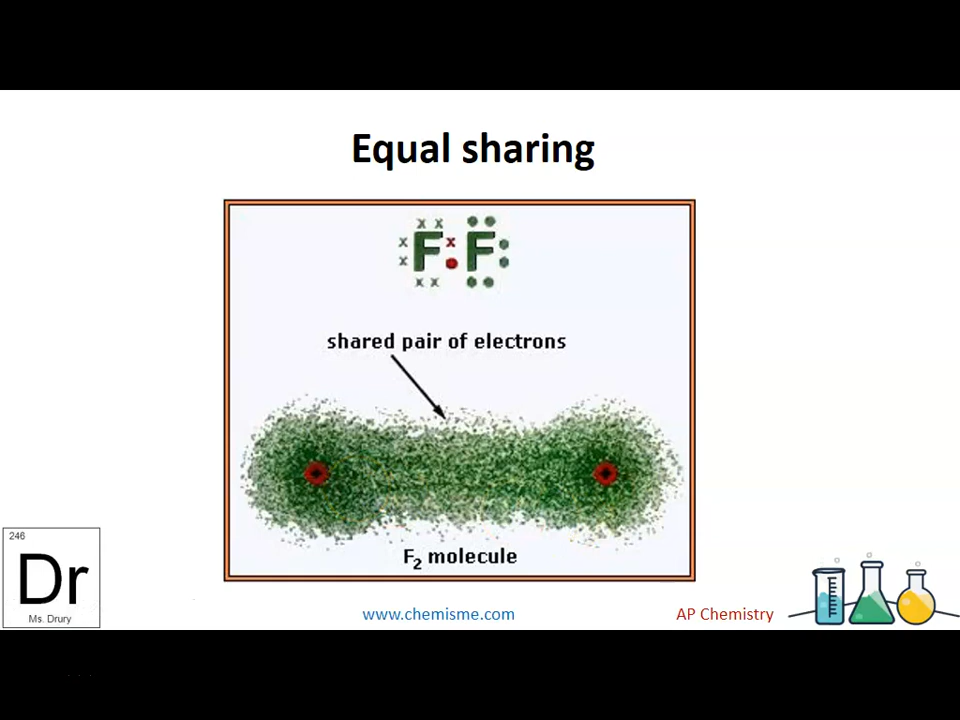 Equal sharing
F F
shared pair of electrons
F₂ molecule
246
Dr
Ms. Drury
www.chemisme.com
AP Chemistry